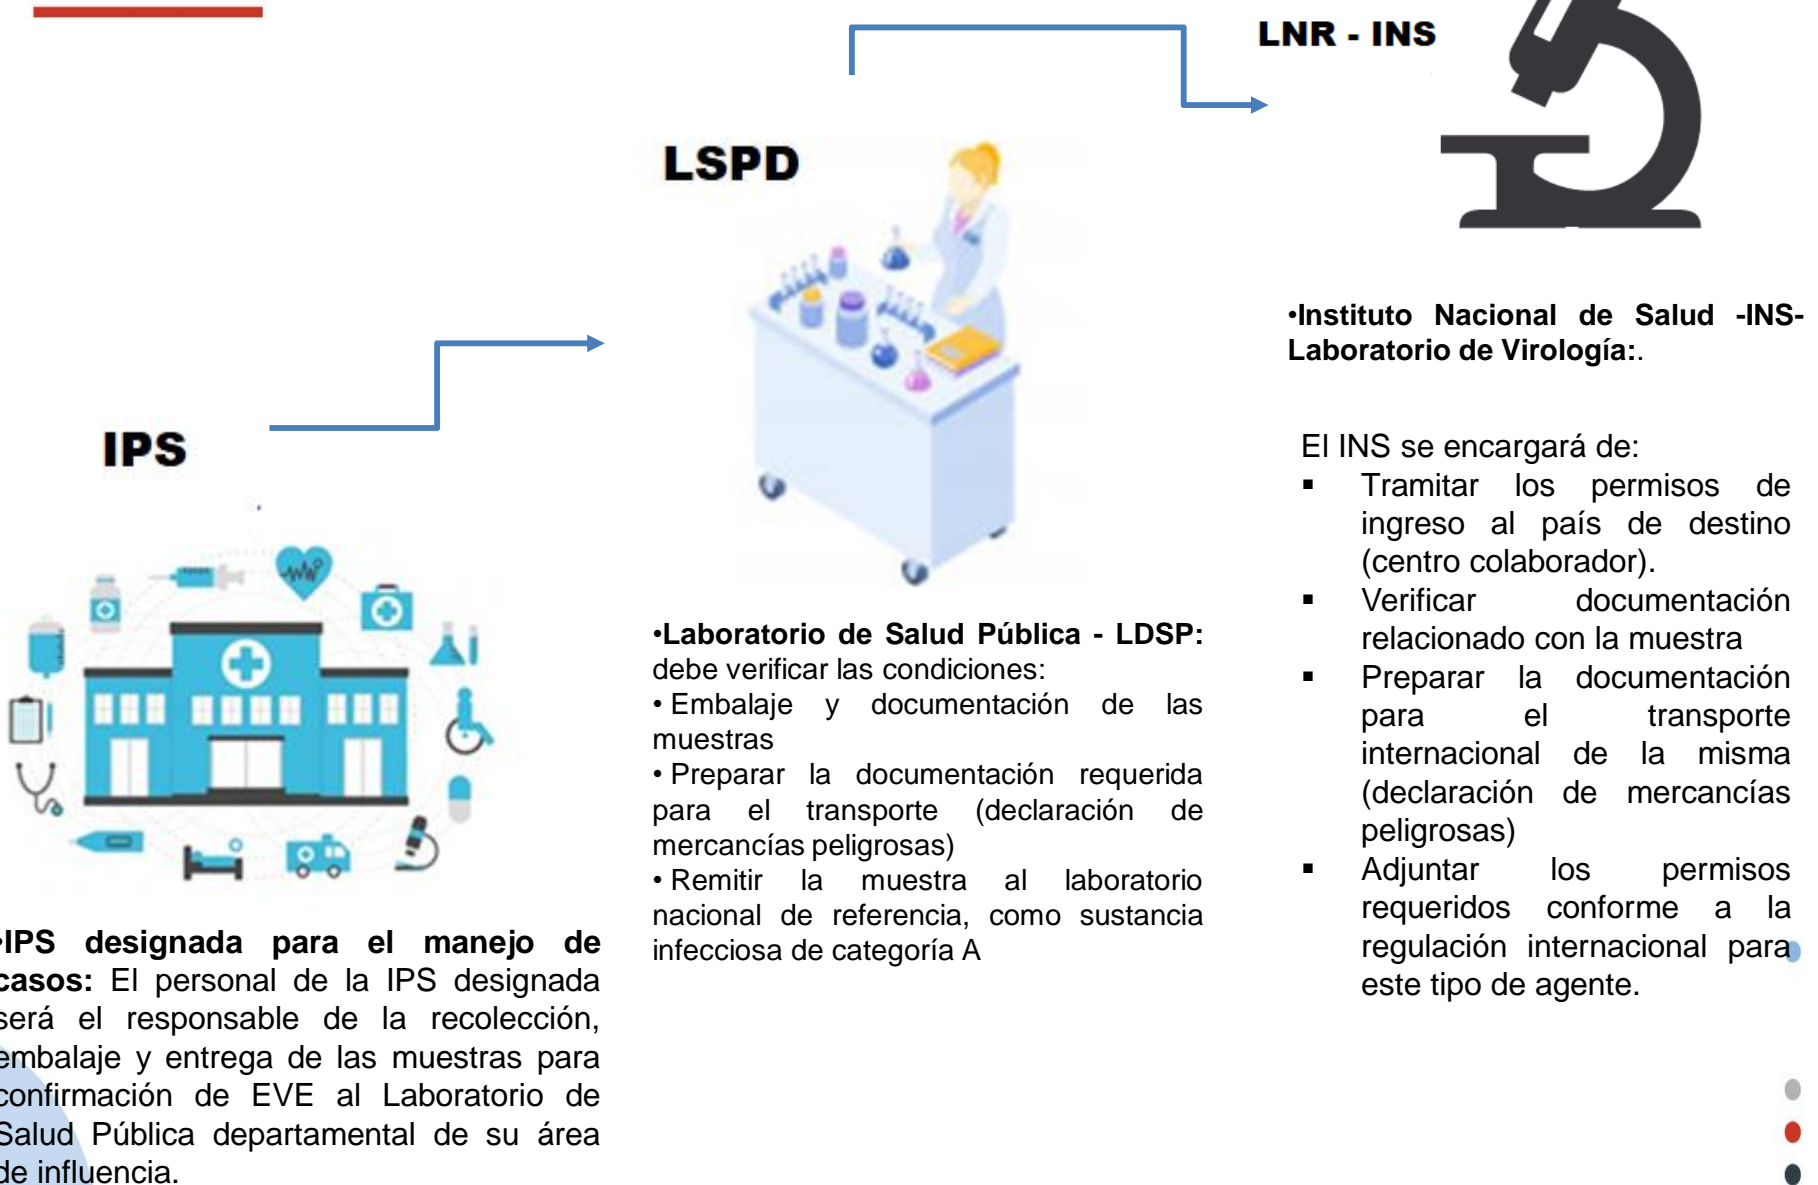 IPS
•IPS designada para el manejo de
casos: El personal de la IPS designada
será el responsable de la recolección,
embalaje y entrega de las muestras para
confirmación de EVE al Laboratorio de
Salud Pública departamental de su área
de influencia.
LSPD
•Laboratorio de Salud Pública - LDSP:
debe verificar las condiciones:
• Embalaje y documentación de las
muestras
• Preparar la documentación requerida
para el transporte (declaración de
mercancías peligrosas)
• Remitir la muestra al laboratorio
nacional de referencia, como sustancia
infecciosa de categoría A
LNR - INS
•Instituto Nacional de Salud -INS-
Laboratorio de Virología:.
El INS se encargará de:
▪ Tramitar los permisos de
ingreso al país de destino
(centro colaborador).
▪ Verificar documentación
relacionado con la muestra
▪ Preparar la documentación
para el transporte
internacional de la misma
(declaración de mercancías
peligrosas)
▪ Adjuntar los permisos
requeridos conforme a la
regulación internacional para
este tipo de agente.